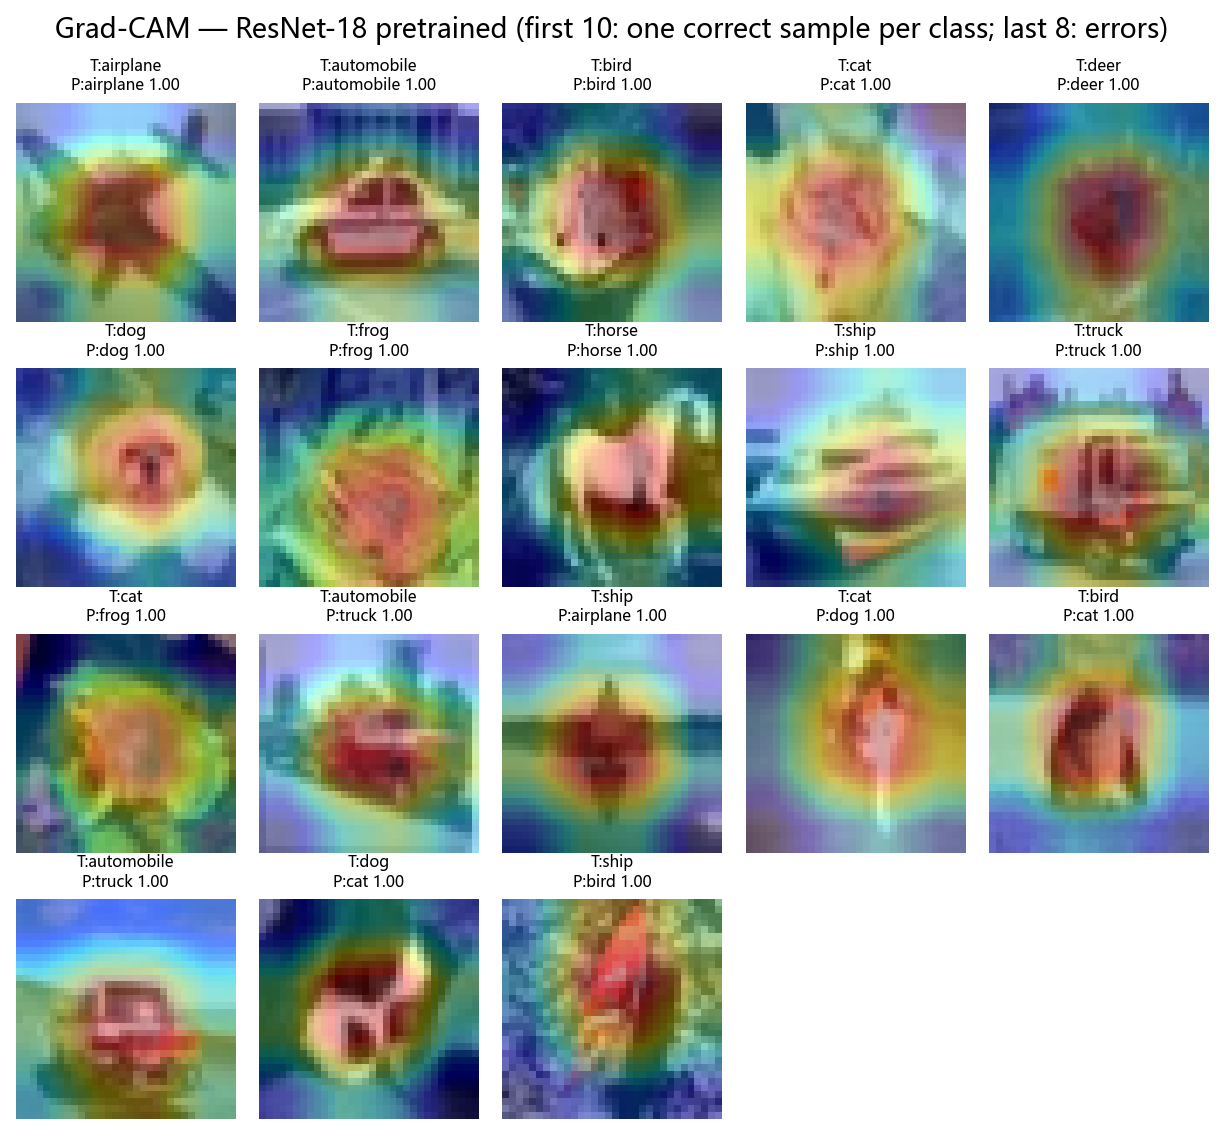 Grad-CAM — ResNet-18 pretrained (first 10: one correct sample per class; last 8: errors)
T:airplane
P:airplane 1.00
T:automobile
P:automobile 1.00
T:bird
P:bird 1.00
T:cat
P:cat 1.00
T:deer
P:deer 1.00
T:dog
P:dog 1.00
T:frog
P:frog 1.00
T:horse
P:horse 1.00
T:ship
P:ship 1.00
T:truck
P:truck 1.00
T:cat
P:frog 1.00
T:automobile
P:truck 1.00
T:ship
P:airplane 1.00
T:cat
P:dog 1.00
T:bird
P:cat 1.00
T:automobile
P:truck 1.00
T:dog
P:cat 1.00
T:ship
P:bird 1.00